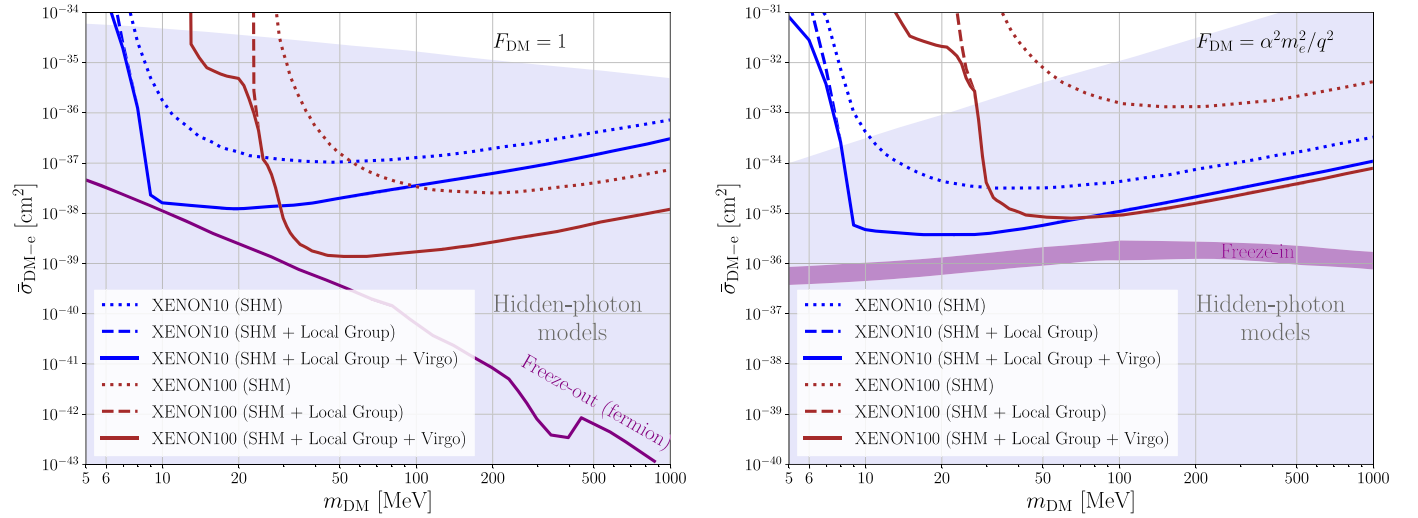 F_DM = 1
σ̄_DM−e [cm²]
10⁻³⁴
10⁻³⁵
10⁻³⁶
10⁻³⁷
10⁻³⁸
10⁻³⁹
10⁻⁴⁰
10⁻⁴¹
10⁻⁴²
10⁻⁴³
Hidden-photon
models
Freeze-out (fermion)
XENON10 (SHM)
XENON10 (SHM + Local Group)
XENON10 (SHM + Local Group + Virgo)
XENON100 (SHM)
XENON100 (SHM + Local Group)
XENON100 (SHM + Local Group + Virgo)
5 6 10 20 50 100 200 500 1000
m_DM [MeV]
F_DM = α²m_e²/q²
σ̄_DM−e [cm²]
10⁻³¹
10⁻³²
10⁻³³
10⁻³⁴
10⁻³⁵
10⁻³⁶
10⁻³⁷
10⁻³⁸
10⁻³⁹
10⁻⁴⁰
Freeze-in
Hidden-photon
models
XENON10 (SHM)
XENON10 (SHM + Local Group)
XENON10 (SHM + Local Group + Virgo)
XENON100 (SHM)
XENON100 (SHM + Local Group)
XENON100 (SHM + Local Group + Virgo)
5 6 10 20 50 100 200 500 1000
m_DM [MeV]